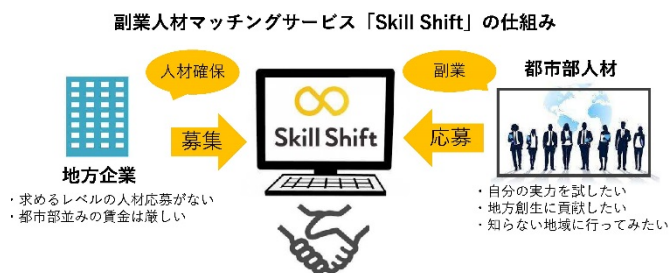 副業人材マッチングサービス「Skill Shift」の仕組み
人材確保
副業
都市部人材
募集
Skill Shift
応募
地方企業
・求めるレベルの人材応募がない
・都市部並みの賃金は厳しい
・自分の実力を試したい
・地方創生に貢献したい
・知らない地域に行ってみたい